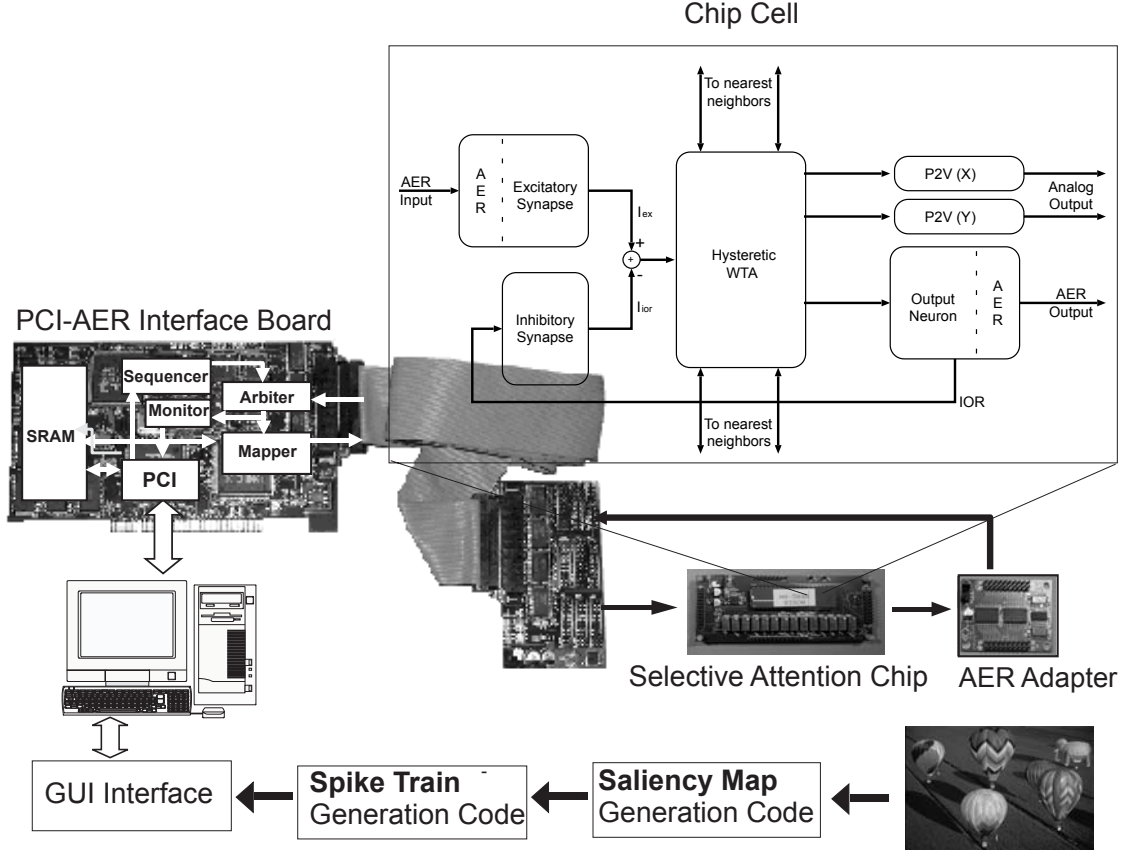 Chip Cell
To nearest
neighbors
AER
Input
A
E
R
Excitatory
Synapse
Iex
+
+
-
Iior
Inhibitory
Synapse
Hysteretic
WTA
P2V (X)
P2V (Y)
Analog
Output
Output
Neuron
A
E
R
AER
Output
IOR
To nearest
neighbors
PCI-AER Interface Board
SRAM
Sequencer
Monitor
Arbiter
Mapper
PCI
Selective Attention Chip
AER Adapter
GUI Interface
Spike Train -
Generation Code
Saliency Map
Generation Code